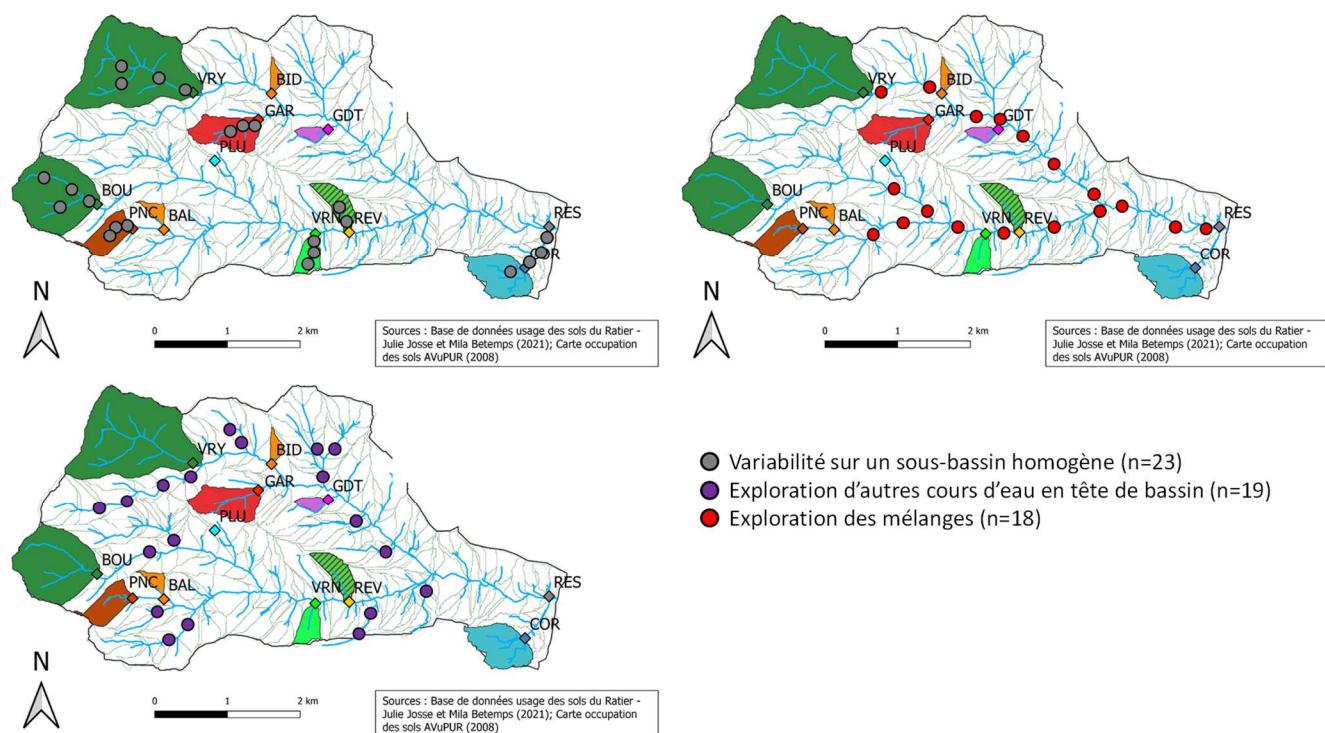 VRY
BID
GAR
GDT
PLU
BOU
PNC
BAL
VRN
REV
RES
COR
N
0 1 2 km
Sources : Base de données usage des sols du Ratier -
Julie Josse et Mila Betemps (2021); Carte occupation
des sols AVuPUR (2008)
VRY
BID
GAR
GDT
PLU
BOU
PNC
BAL
VRN
REV
RES
COR
N
0 1 2 km
Sources : Base de données usage des sols du Ratier -
Julie Josse et Mila Betemps (2021); Carte occupation
des sols AVuPUR (2008)
VRY
BID
GAR
GDT
PLU
BOU
PNC
BAL
VRN
REV
RES
COR
N
0 1 2 km
Sources : Base de données usage des sols du Ratier -
Julie Josse et Mila Betemps (2021); Carte occupation
des sols AVuPUR (2008)
Variabilité sur un sous-bassin homogène (n=23)
Exploration d’autres cours d’eau en tête de bassin (n=19)
Exploration des mélanges (n=18)